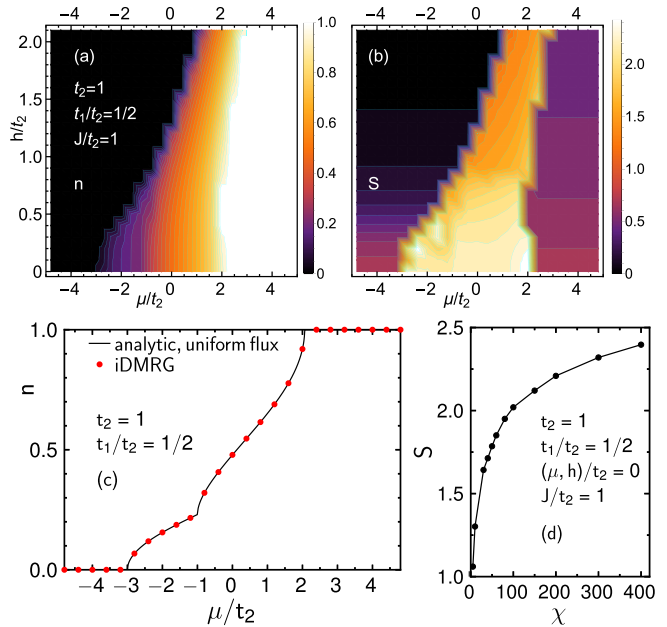 −4 −2 0 2 4
1.0
(a)
t₂=1
t₁/t₂=1/2
J/t₂=1
n
h/t₂
2.0
1.5
1.0
0.5
0
−4 −2 0 2 4
μ/t₂
0.8
0.6
0.4
0.2
0
−4 −2 0 2 4
(b)
S
−4 −2 0 2 4
μ/t₂
2.0
1.5
1.0
0.5
0
1.0
0.5
0.0
n
analytic, uniform flux
iDMRG
t₂ = 1
t₁/t₂ = 1/2
(c)
−4 −3 −2 −1 0 1 2 3 4
μ/t₂
2.5
2.0
1.5
1.0
S
t₂ = 1
t₁/t₂ = 1/2
(μ, h)/t₂ = 0
J/t₂ = 1
(d)
0 100 200 300 400
χ